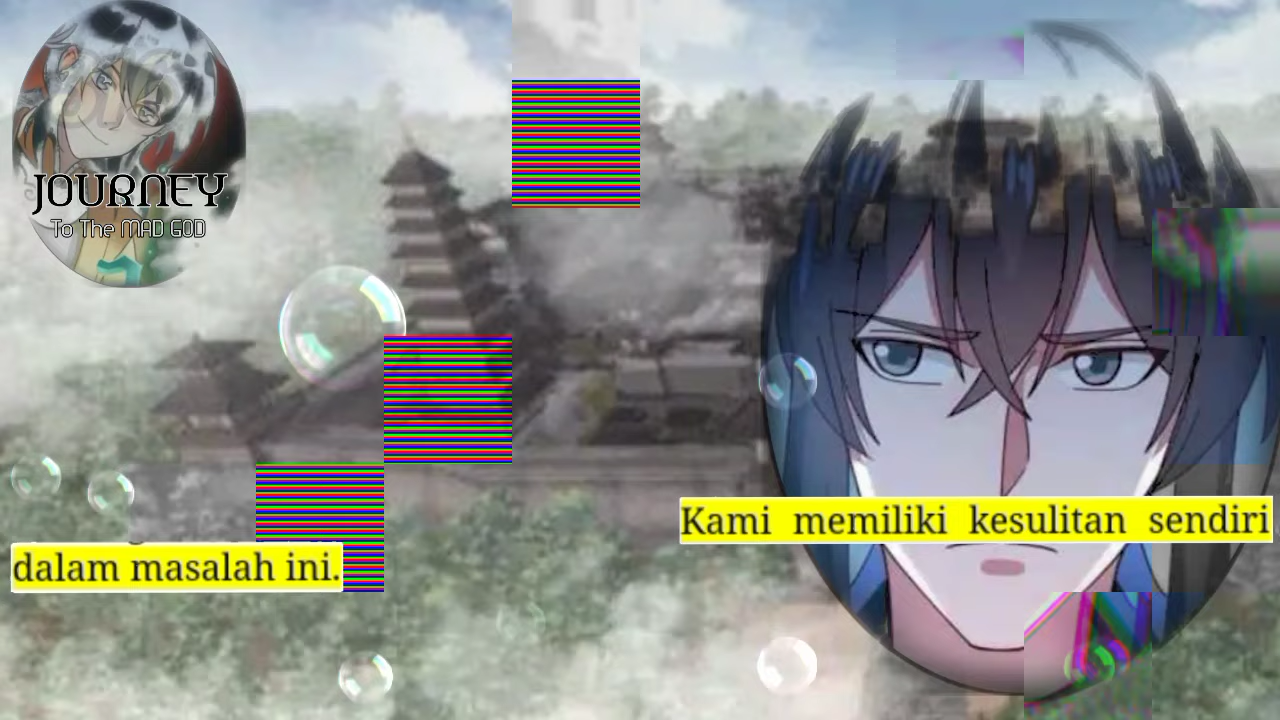 JOURNEY
To The MAD GOD
Kami memiliki kesulitan sendiri
dalam masalah ini.